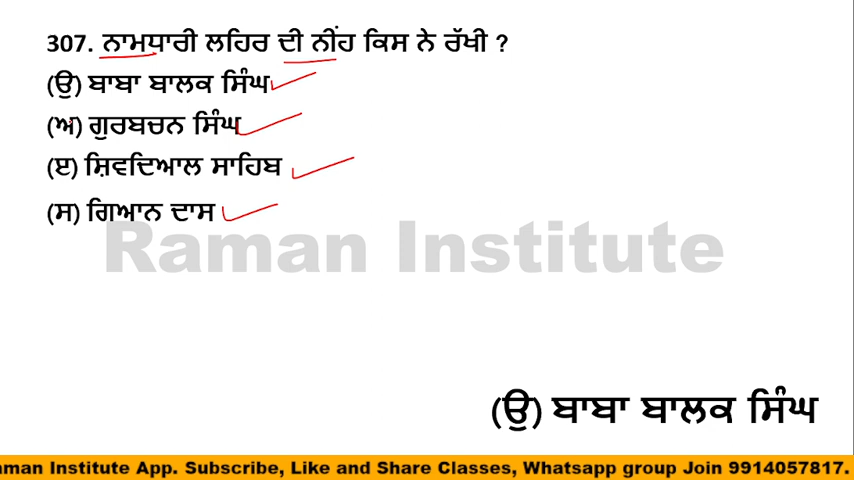 307. ਨਾਮਧਾਰੀ ਲਹਿਰ ਦੀ ਨੀਂਹ ਕਿਸ ਨੇ ਰੱਖੀ ?
(ਉ) ਬਾਬਾ ਬਾਲਕ ਸਿੰਘ
(ਅ) ਗੁਰਬਚਨ ਸਿੰਘ
(ੲ) ਸ਼ਿਵਦਿਆਲ ਸਾਹਿਬ
(ਸ) ਗਿਆਨ ਦਾਸ
Raman Institute
(ਉ) ਬਾਬਾ ਬਾਲਕ ਸਿੰਘ
aman Institute App. Subscribe, Like and Share Classes, Whatsapp group Join 9914057817.